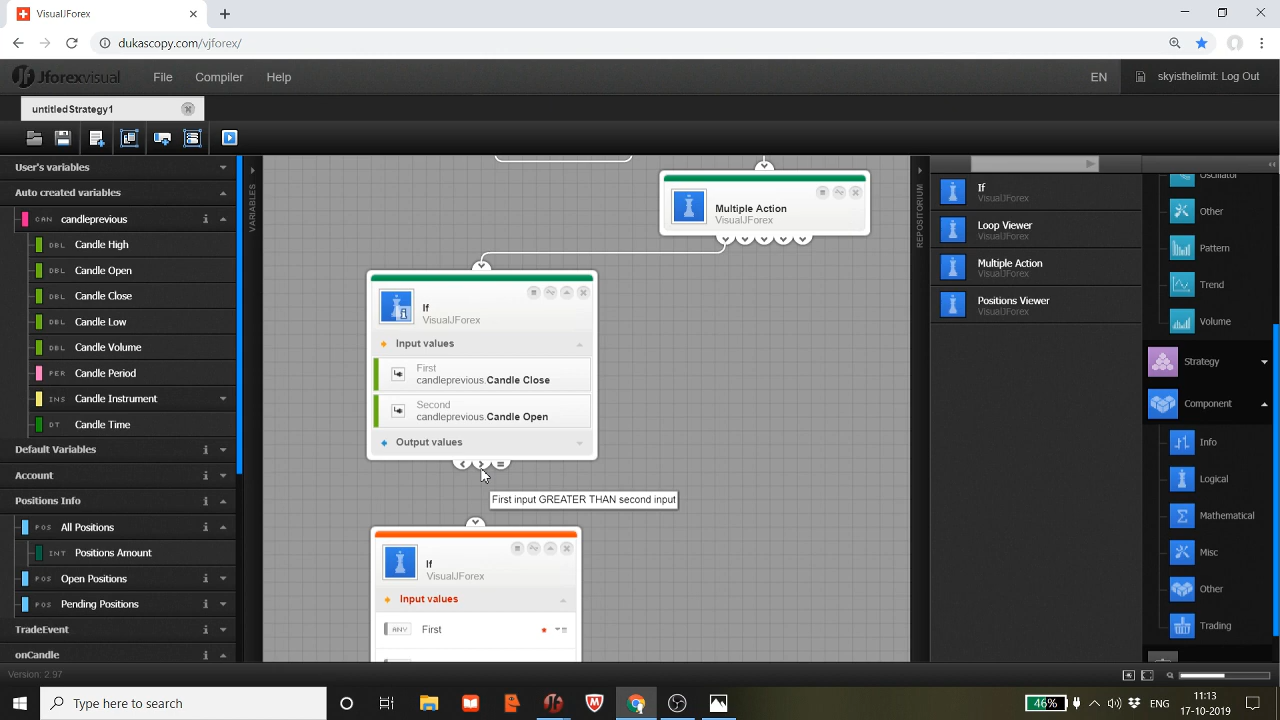 VisualJForex
dukascopy.com/vjforex/
Jforexvisual
File
Compiler
Help
EN
skyisthelimit: Log Out
untitledStrategy1
User's variables
Auto created variables
CAN candleprevious
DBL Candle High
DBL Candle Open
DBL Candle Close
DBL Candle Low
DBL Candle Volume
PER Candle Period
INS Candle Instrument
DT Candle Time
Default Variables
Account
Positions Info
POS All Positions
INT Positions Amount
POS Open Positions
POS Pending Positions
TradeEvent
onCandle
Version: 2.97
VARIABLES
Multiple Action
VisualJForex
If
VisualJForex
Input values
First
candleprevious.Candle Close
Second
candleprevious.Candle Open
Output values
First input GREATER THAN second input
If
VisualJForex
Input values
ANY First
REPOSITORIUM
If
VisualJForex
Loop Viewer
VisualJForex
Multiple Action
VisualJForex
Positions Viewer
VisualJForex
Oscillator
Other
Pattern
Trend
Volume
Strategy
Component
Info
Logical
Mathematical
Misc
Other
Trading
Type here to search
46%
ENG
11:13
17-10-2019